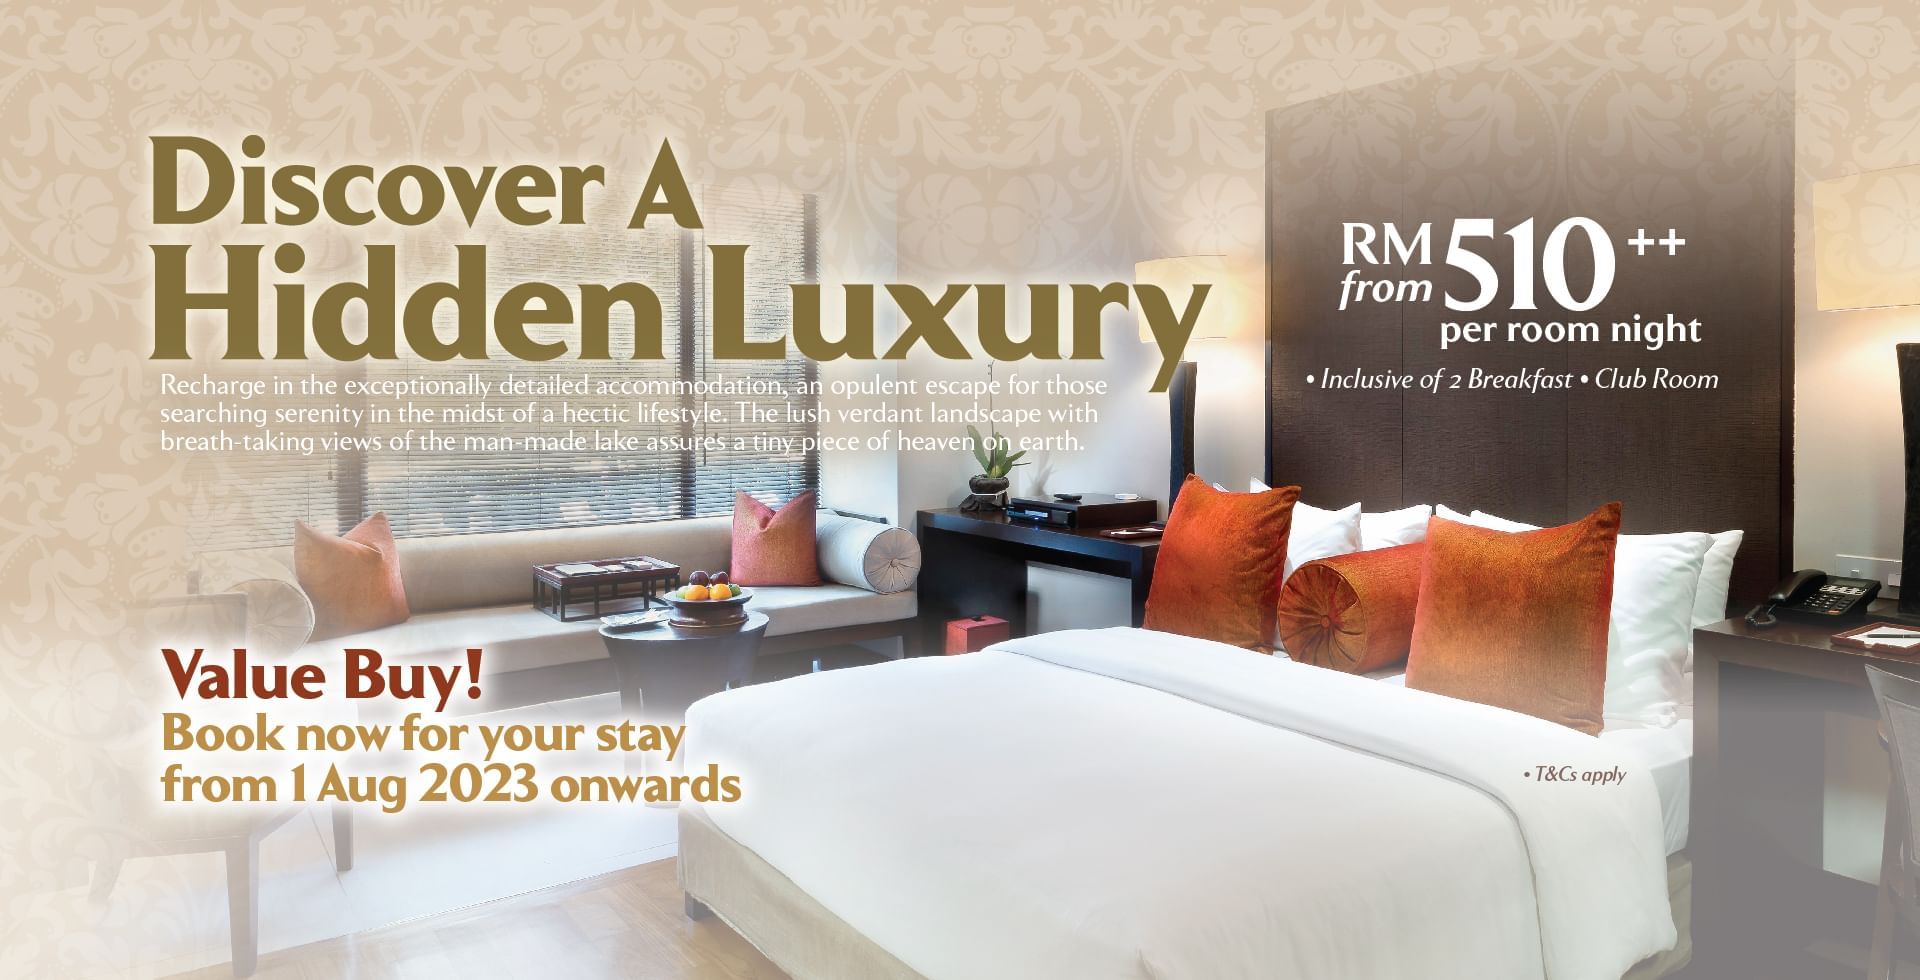 Discover A
Hidden Luxury
Recharge in the exceptionally detailed accommodation, an opulent escape for those
searching serenity in the midst of a hectic lifestyle. The lush verdant landscape with
breath-taking views of the man-made lake assures a tiny piece of heaven on earth.
RM
from 510++
per room night
• Inclusive of 2 Breakfast • Club Room
Value Buy!
Book now for your stay
from 1 Aug 2023 onwards
• T&Cs apply